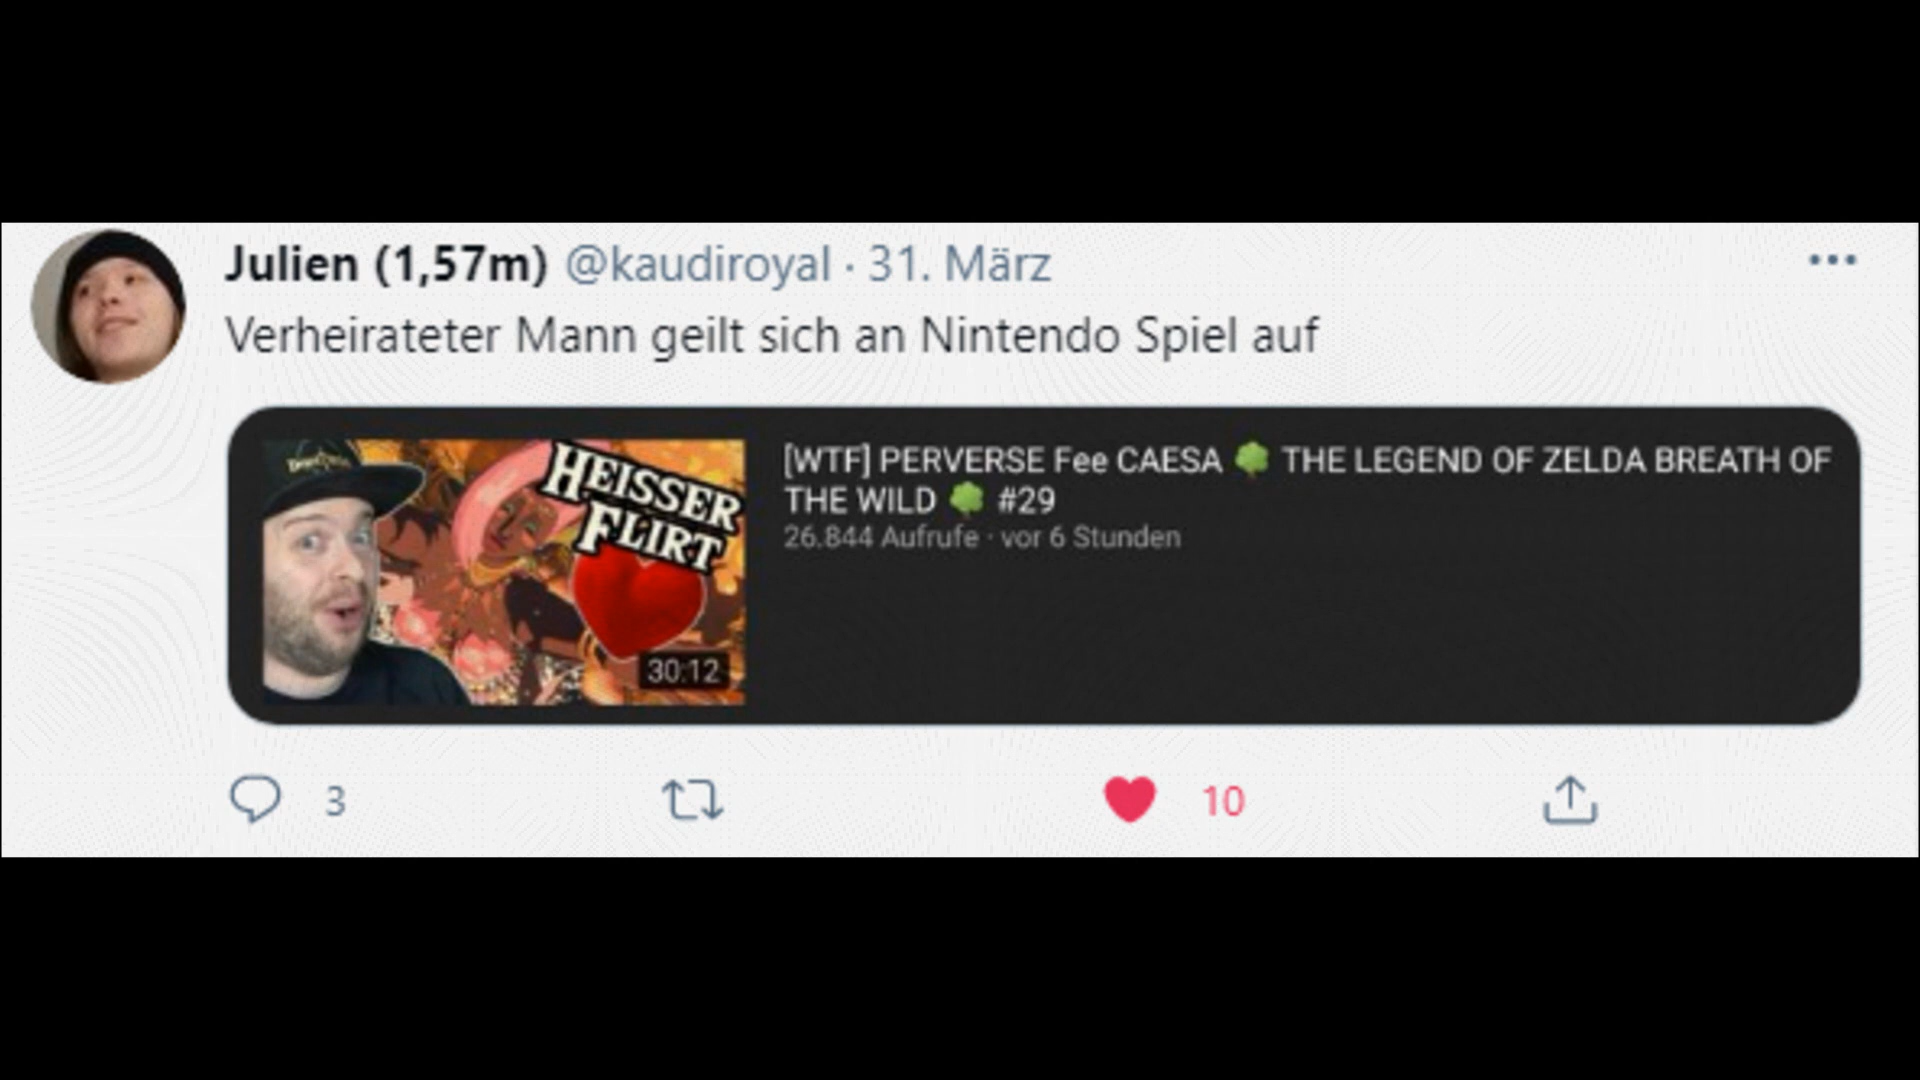 Julien (1,57m) @kaudiroyal · 31. März
Verheirateter Mann geilt sich an Nintendo Spiel auf
HEISSER
FLIRT
30:12
[WTF] PERVERSE Fee CAESA 🌳 THE LEGEND OF ZELDA BREATH OF
THE WILD 🌳 #29
26.844 Aufrufe · vor 6 Stunden
3
10